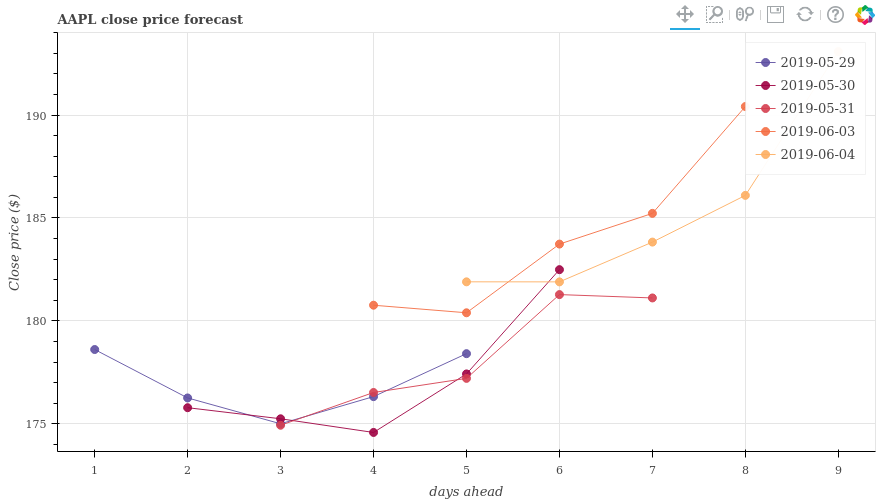 AAPL close price forecast
2019-05-29
2019-05-30
2019-05-31
2019-06-03
2019-06-04
190
185
180
175
Close price ($)
1 2 3 4 5 6 7 8 9
days ahead